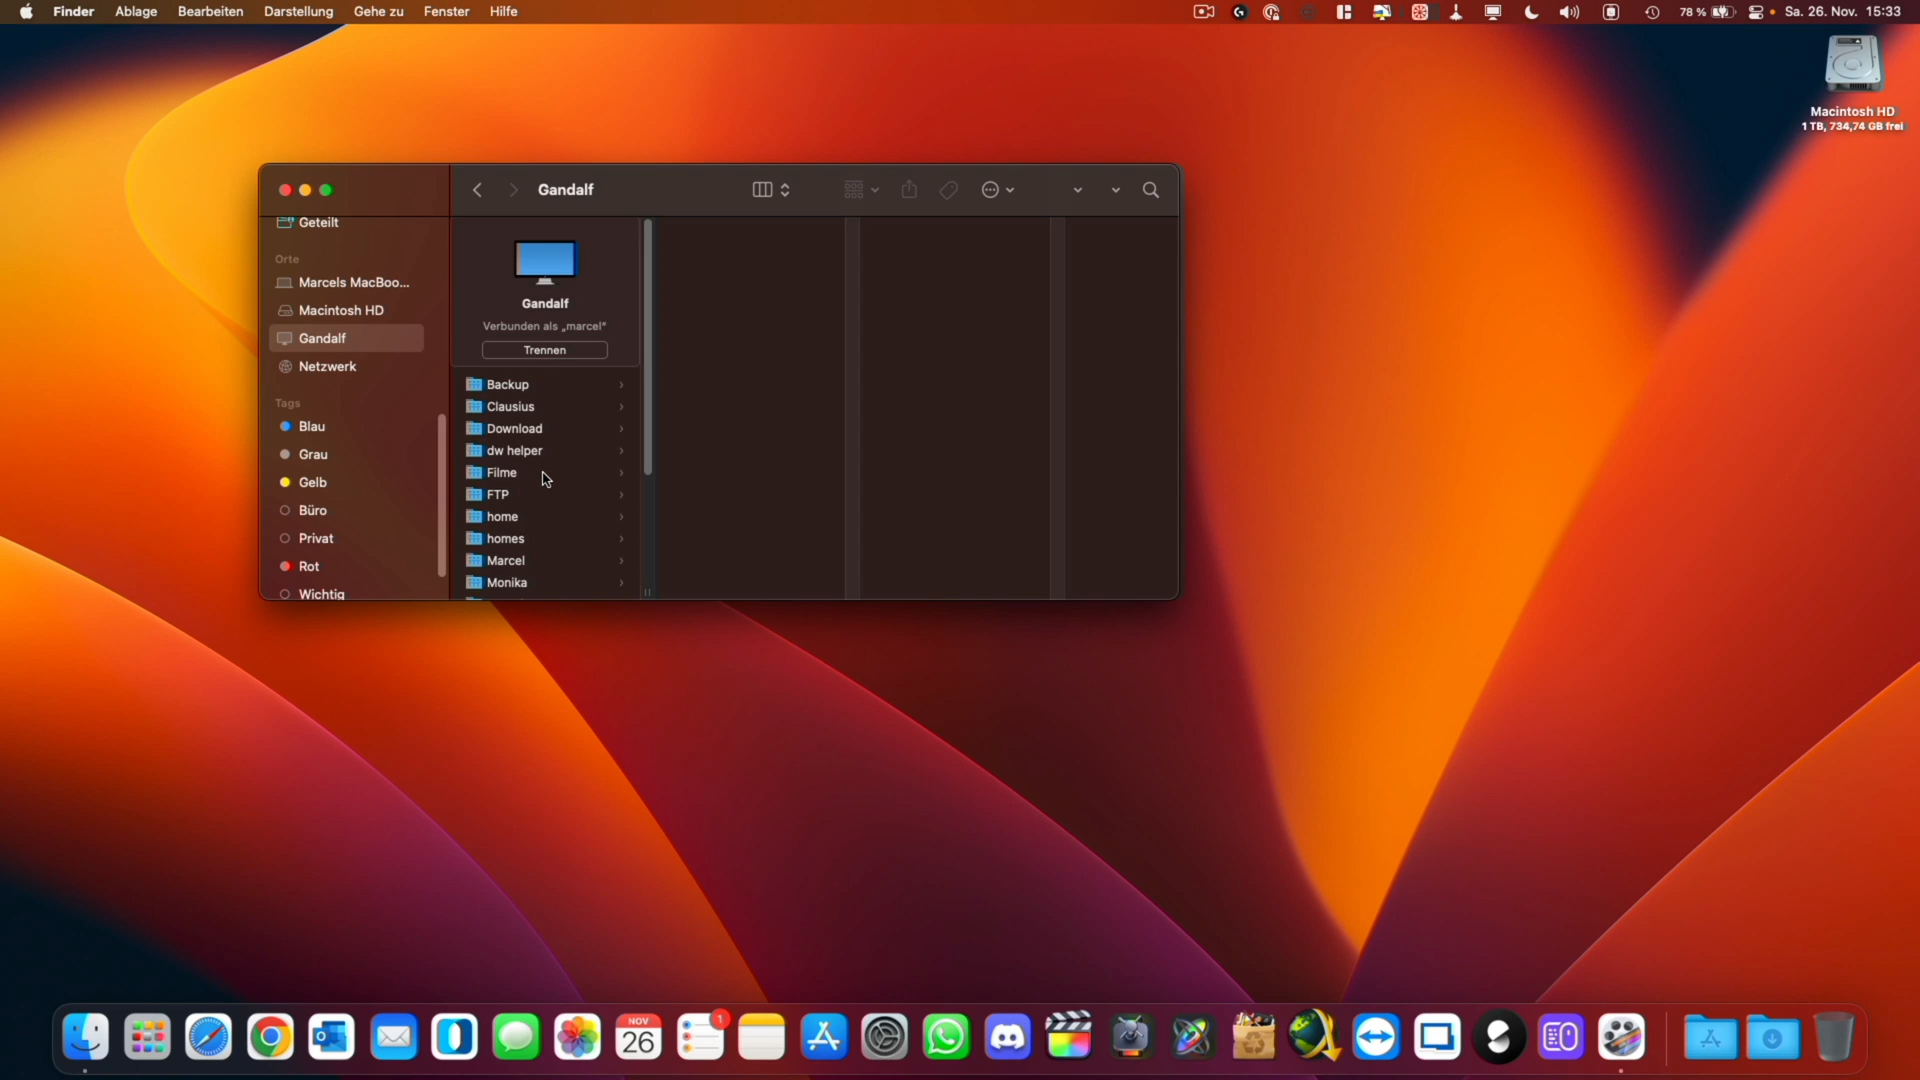 Finder Ablage Bearbeiten Darstellung Gehe zu Fenster Hilfe
78 % Sa. 26. Nov. 15:33
Macintosh HD
1 TB, 734,74 GB frei
Gandalf
Geteilt
Orte
Marcels MacBoo...
Macintosh HD
Gandalf
Netzwerk
Tags
Blau
Grau
Gelb
Büro
Privat
Rot
Wichtig
Gandalf
Verbunden als „marcel“
Trennen
Backup
Clausius
Download
dw helper
Filme
FTP
home
homes
Marcel
Monika
NOV
26
1